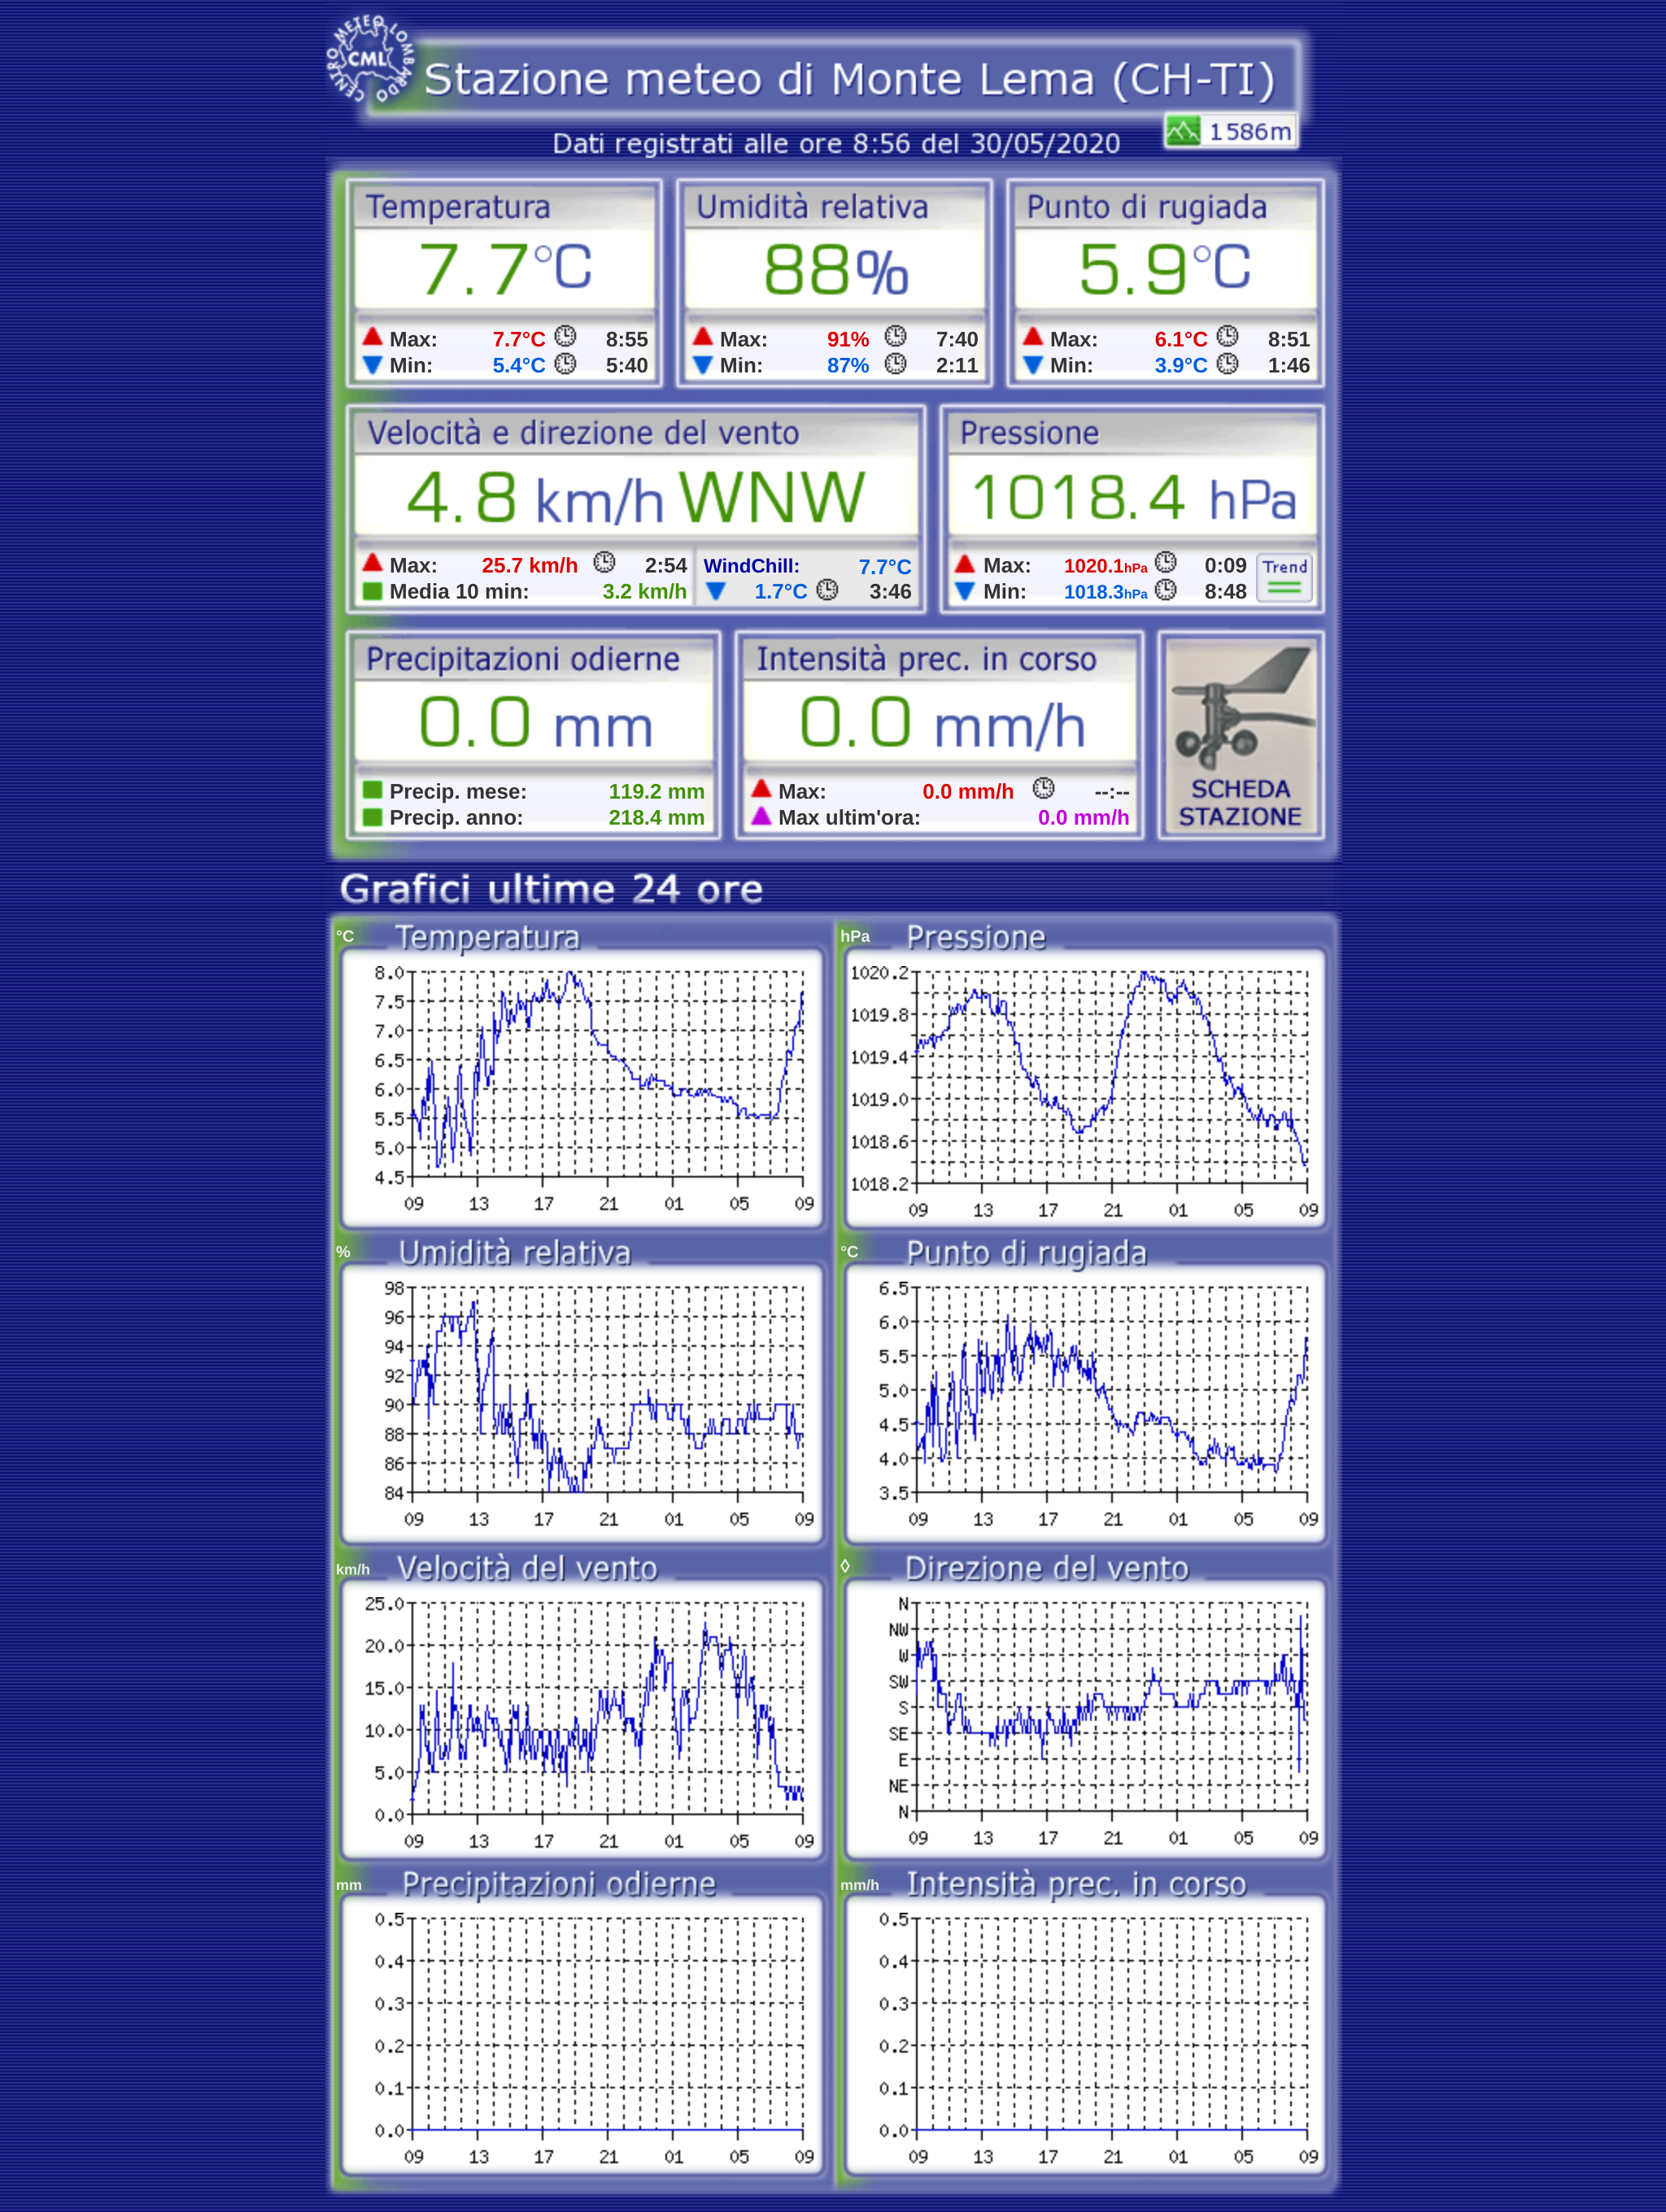 CENTRO METEO LOMBARDO
CML
Stazione meteo di Monte Lema (CH-TI)
Dati registrati alle ore 8:56 del 30/05/2020
1586m
Temperatura
7.7°C
Max: 7.7°C 8:55
Min: 5.4°C 5:40
Umidità relativa
88%
Max: 91% 7:40
Min: 87% 2:11
Punto di rugiada
5.9°C
Max: 6.1°C 8:51
Min: 3.9°C 1:46
Velocità e direzione del vento
4.8 km/h WNW
Max: 25.7 km/h 2:54
Media 10 min: 3.2 km/h
WindChill: 7.7°C
1.7°C 3:46
Pressione
1018.4 hPa
Max: 1020.1hPa 0:09
Min: 1018.3hPa 8:48
Trend
Precipitazioni odierne
0.0 mm
Precip. mese: 119.2 mm
Precip. anno: 218.4 mm
Intensità prec. in corso
0.0 mm/h
Max: 0.0 mm/h --:--
Max ultim'ora: 0.0 mm/h
SCHEDA
STAZIONE
Grafici ultime 24 ore
°C Temperatura
8.0
7.5
7.0
6.5
6.0
5.5
5.0
4.5
09 13 17 21 01 05 09
hPa Pressione
1020.2
1019.8
1019.4
1019.0
1018.6
1018.2
09 13 17 21 01 05 09
% Umidità relativa
98
96
94
92
90
88
86
84
09 13 17 21 01 05 09
°C Punto di rugiada
6.5
6.0
5.5
5.0
4.5
4.0
3.5
09 13 17 21 01 05 09
km/h Velocità del vento
25.0
20.0
15.0
10.0
5.0
0.0
09 13 17 21 01 05 09
◊ Direzione del vento
N
NW
W
SW
S
SE
E
NE
N
09 13 17 21 01 05 09
mm Precipitazioni odierne
0.5
0.4
0.3
0.2
0.1
0.0
09 13 17 21 01 05 09
mm/h Intensità prec. in corso
0.5
0.4
0.3
0.2
0.1
0.0
09 13 17 21 01 05 09